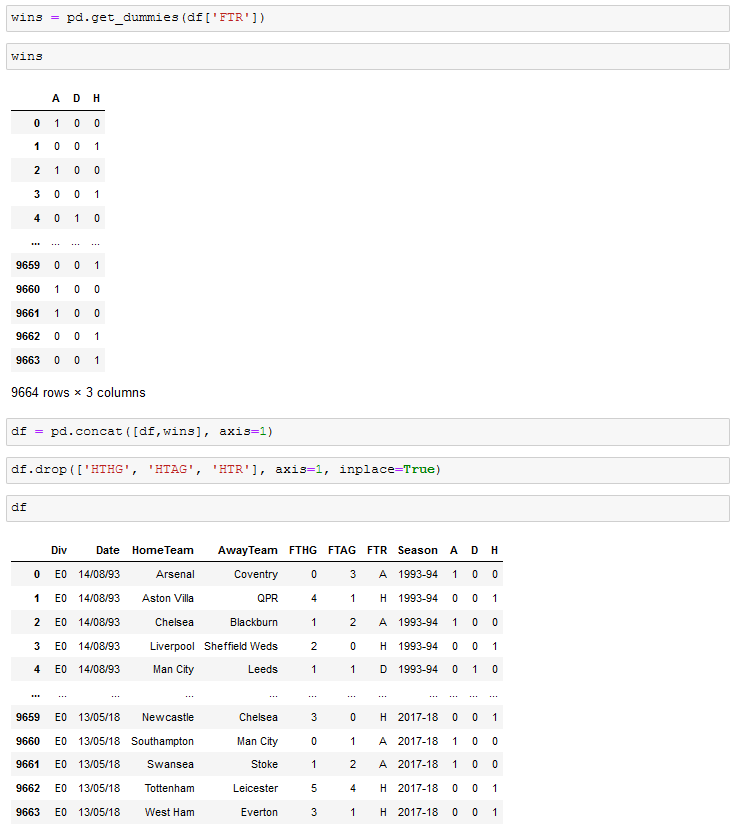 wins = pd.get_dummies(df['FTR'])
wins
A D H
0 1 0 0
1 0 0 1
2 1 0 0
3 0 0 1
4 0 1 0
... ... ... ...
9659 0 0 1
9660 1 0 0
9661 1 0 0
9662 0 0 1
9663 0 0 1
9664 rows × 3 columns
df = pd.concat([df,wins], axis=1)
df.drop(['HTHG', 'HTAG', 'HTR'], axis=1, inplace=True)
df
Div Date HomeTeam AwayTeam FTHG FTAG FTR Season A D H
0 E0 14/08/93 Arsenal Coventry 0 3 A 1993-94 1 0 0
1 E0 14/08/93 Aston Villa QPR 4 1 H 1993-94 0 0 1
2 E0 14/08/93 Chelsea Blackburn 1 2 A 1993-94 1 0 0
3 E0 14/08/93 Liverpool Sheffield Weds 2 0 H 1993-94 0 0 1
4 E0 14/08/93 Man City Leeds 1 1 D 1993-94 0 1 0
... ... ... ... ... ... ... ... ... ... ... ...
9659 E0 13/05/18 Newcastle Chelsea 3 0 H 2017-18 0 0 1
9660 E0 13/05/18 Southampton Man City 0 1 A 2017-18 1 0 0
9661 E0 13/05/18 Swansea Stoke 1 2 A 2017-18 1 0 0
9662 E0 13/05/18 Tottenham Leicester 5 4 H 2017-18 0 0 1
9663 E0 13/05/18 West Ham Everton 3 1 H 2017-18 0 0 1